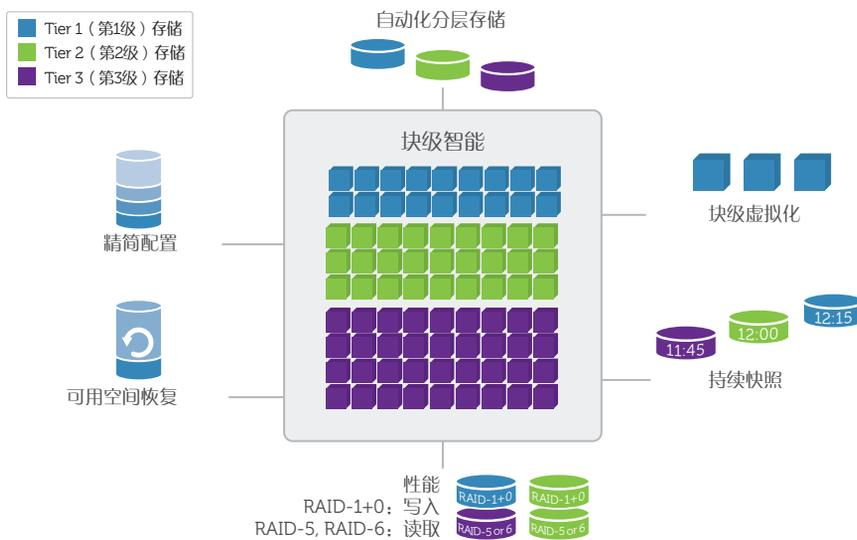 Tier 1（第1级）存储
Tier 2（第2级）存储
Tier 3（第3级）存储
自动化分层存储
块级智能
精简配置
可用空间恢复
块级虚拟化
11:45
12:00
12:15
持续快照
性能
RAID-1+0：写入
RAID-5, RAID-6：读取
RAID-1+0
RAID-1+0
RAID-5 or 6
RAID-5 or 6